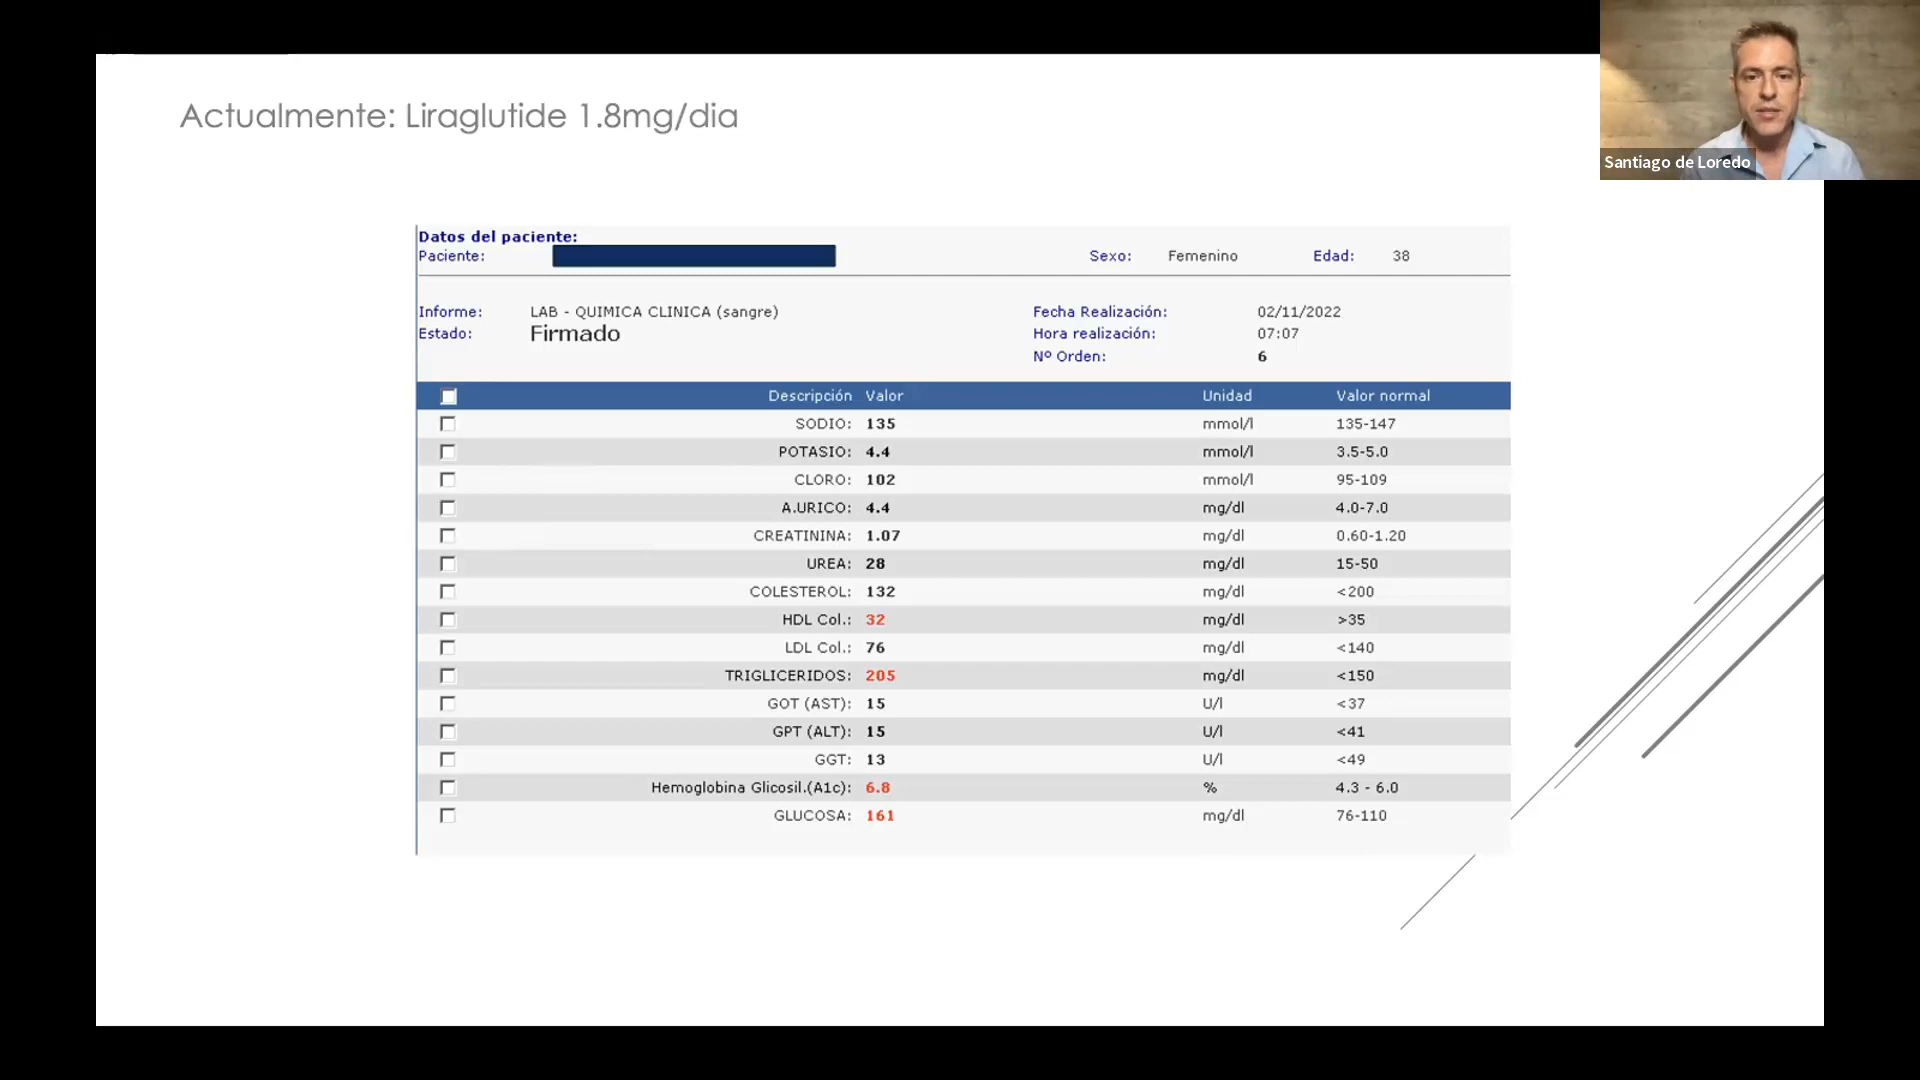 Actualmente: Liraglutide 1.8mg/dia
Santiago de Loredo
Datos del paciente:
Paciente: Sexo: Femenino Edad: 38
Informe: LAB - QUIMICA CLINICA (sangre) Fecha Realización: 02/11/2022
Estado: Firmado Hora realización: 07:07
Nº Orden: 6
Descripción Valor Unidad Valor normal
SODIO: 135 mmol/l 135-147
POTASIO: 4.4 mmol/l 3.5-5.0
CLORO: 102 mmol/l 95-109
A.URICO: 4.4 mg/dl 4.0-7.0
CREATININA: 1.07 mg/dl 0.60-1.20
UREA: 28 mg/dl 15-50
COLESTEROL: 132 mg/dl <200
HDL Col.: 32 mg/dl >35
LDL Col.: 76 mg/dl <140
TRIGLICERIDOS: 205 mg/dl <150
GOT (AST): 15 U/l <37
GPT (ALT): 15 U/l <41
GGT: 13 U/l <49
Hemoglobina Glicosil.(A1c): 6.8 % 4.3 - 6.0
GLUCOSA: 161 mg/dl 76-110